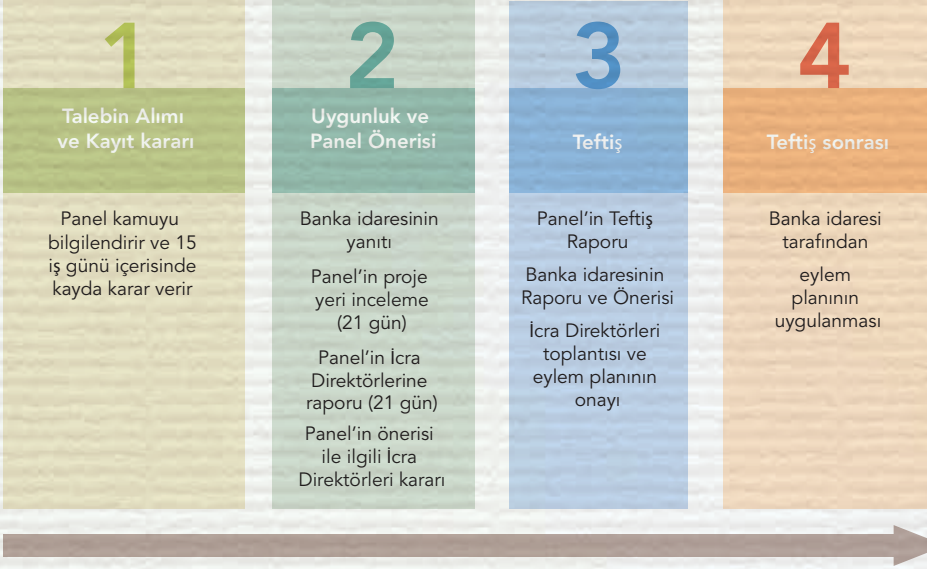 1
Talebin Alımı
ve Kayıt kararı
Panel kamuyu
bilgilendirir ve 15
iş günü içerisinde
kayda karar verir
2
Uygunluk ve
Panel Önerisi
Banka idaresinin
yanıtı
Panel'in proje
yeri inceleme
(21 gün)
Panel'in İcra
Direktörlerine
raporu (21 gün)
Panel'in önerisi
ile ilgili İcra
Direktörleri kararı
3
Teftiş
Panel'in Teftiş
Raporu
Banka idaresinin
Raporu ve Önerisi
İcra Direktörleri
toplantısı ve
eylem planının
onayı
4
Teftiş sonrası
Banka idaresi
tarafından
eylem
planının
uygulanması